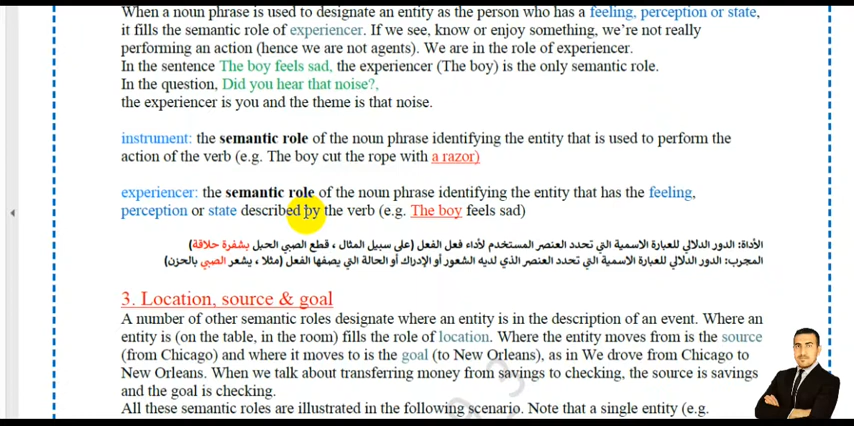 When a noun phrase is used to designate an entity as the person who has a feeling, perception or state,
it fills the semantic role of experiencer. If we see, know or enjoy something, we're not really
performing an action (hence we are not agents). We are in the role of experiencer.
In the sentence The boy feels sad, the experiencer (The boy) is the only semantic role.
In the question, Did you hear that noise?,
the experiencer is you and the theme is that noise.
instrument: the semantic role of the noun phrase identifying the entity that is used to perform the
action of the verb (e.g. The boy cut the rope with a razor)
experiencer: the semantic role of the noun phrase identifying the entity that has the feeling,
perception or state described by the verb (e.g. The boy feels sad)
الأداة: الدور الدلالي للعبارة الاسمية التي تحدد العنصر المستخدم لأداء فعل الفعل (على سبيل المثال ، قطع الصبي الحبل بشفرة حلاقة)
المجرب: الدور الدلالي للعبارة الاسمية التي تحدد العنصر الذي لديه الشعور أو الإدراك أو الحالة التي يصفها الفعل (مثلا ، يشعر الصبي بالحزن)
3. Location, source & goal
A number of other semantic roles designate where an entity is in the description of an event. Where an
entity is (on the table, in the room) fills the role of location. Where the entity moves from is the source
(from Chicago) and where it moves to is the goal (to New Orleans), as in We drove from Chicago to
New Orleans. When we talk about transferring money from savings to checking, the source is savings
and the goal is checking.
All these semantic roles are illustrated in the following scenario. Note that a single entity (e.g.